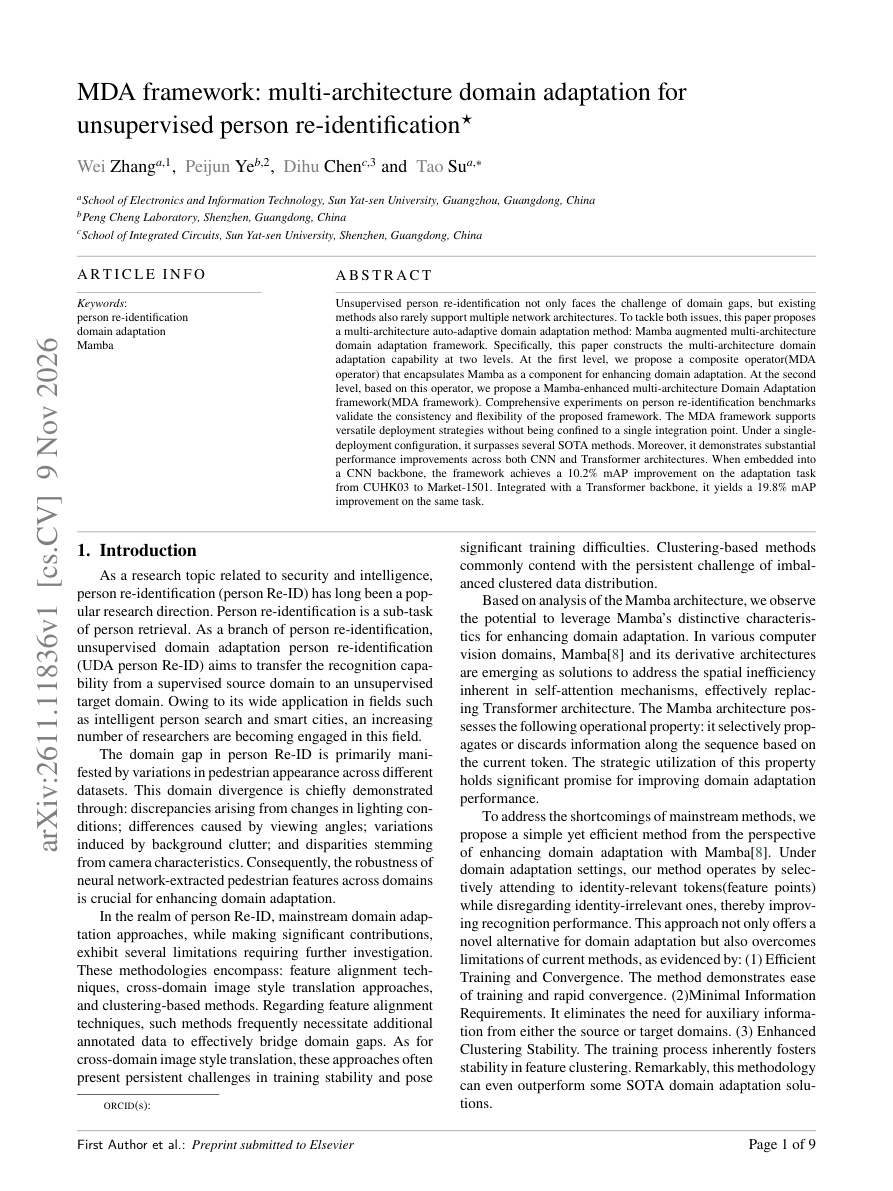 MDA framework: multi-architecture domain adaptation for
unsupervised person re-identification⋆
Wei Zhang^a,1, Peijun Ye^b,2, Dihu Chen^c,3 and Tao Su^a,∗
^a School of Electronics and Information Technology, Sun Yat-sen University, Guangzhou, Guangdong, China
^b Peng Cheng Laboratory, Shenzhen, Guangdong, China
^c School of Integrated Circuits, Sun Yat-sen University, Shenzhen, Guangdong, China
ARTICLE INFO
Keywords:
person re-identification
domain adaptation
Mamba
ABSTRACT
Unsupervised person re-identification not only faces the challenge of domain gaps, but existing
methods also rarely support multiple network architectures. To tackle both issues, this paper proposes
a multi-architecture auto-adaptive domain adaptation method: Mamba augmented multi-architecture
domain adaptation framework. Specifically, this paper constructs the multi-architecture domain
adaptation capability at two levels. At the first level, we propose a composite operator(MDA
operator) that encapsulates Mamba as a component for enhancing domain adaptation. At the second
level, based on this operator, we propose a Mamba-enhanced multi-architecture Domain Adaptation
framework(MDA framework). Comprehensive experiments on person re-identification benchmarks
validate the consistency and flexibility of the proposed framework. The MDA framework supports
versatile deployment strategies without being confined to a single integration point. Under a single-
deployment configuration, it surpasses several SOTA methods. Moreover, it demonstrates substantial
performance improvements across both CNN and Transformer architectures. When embedded into
a CNN backbone, the framework achieves a 10.2% mAP improvement on the adaptation task
from CUHK03 to Market-1501. Integrated with a Transformer backbone, it yields a 19.8% mAP
improvement on the same task.
arXiv:2611.11836v1 [cs.CV] 9 Nov 2026
1. Introduction
As a research topic related to security and intelligence,
person re-identification (person Re-ID) has long been a pop-
ular research direction. Person re-identification is a sub-task
of person retrieval. As a branch of person re-identification,
unsupervised domain adaptation person re-identification
(UDA person Re-ID) aims to transfer the recognition capa-
bility from a supervised source domain to an unsupervised
target domain. Owing to its wide application in fields such
as intelligent person search and smart cities, an increasing
number of researchers are becoming engaged in this field.
The domain gap in person Re-ID is primarily mani-
fested by variations in pedestrian appearance across different
datasets. This domain divergence is chiefly demonstrated
through: discrepancies arising from changes in lighting con-
ditions; differences caused by viewing angles; variations
induced by background clutter; and disparities stemming
from camera characteristics. Consequently, the robustness of
neural network-extracted pedestrian features across domains
is crucial for enhancing domain adaptation.
In the realm of person Re-ID, mainstream domain adap-
tation approaches, while making significant contributions,
exhibit several limitations requiring further investigation.
These methodologies encompass: feature alignment tech-
niques, cross-domain image style translation approaches,
and clustering-based methods. Regarding feature alignment
techniques, such methods frequently necessitate additional
annotated data to effectively bridge domain gaps. As for
cross-domain image style translation, these approaches often
present persistent challenges in training stability and pose
ORCID(s):
significant training difficulties. Clustering-based methods
commonly contend with the persistent challenge of imbal-
anced clustered data distribution.
Based on analysis of the Mamba architecture, we observe
the potential to leverage Mamba's distinctive characteris-
tics for enhancing domain adaptation. In various computer
vision domains, Mamba[8] and its derivative architectures
are emerging as solutions to address the spatial inefficiency
inherent in self-attention mechanisms, effectively replac-
ing Transformer architecture. The Mamba architecture pos-
sesses the following operational property: it selectively prop-
agates or discards information along the sequence based on
the current token. The strategic utilization of this property
holds significant promise for improving domain adaptation
performance.
To address the shortcomings of mainstream methods, we
propose a simple yet efficient method from the perspective
of enhancing domain adaptation with Mamba[8]. Under
domain adaptation settings, our method operates by selec-
tively attending to identity-relevant tokens(feature points)
while disregarding identity-irrelevant ones, thereby improv-
ing recognition performance. This approach not only offers a
novel alternative for domain adaptation but also overcomes
limitations of current methods, as evidenced by: (1) Efficient
Training and Convergence. The method demonstrates ease
of training and rapid convergence. (2)Minimal Information
Requirements. It eliminates the need for auxiliary informa-
tion from either the source or target domains. (3) Enhanced
Clustering Stability. The training process inherently fosters
stability in feature clustering. Remarkably, this methodology
can even outperform some SOTA domain adaptation solu-
tions.
First Author et al.: Preprint submitted to Elsevier
Page 1 of 9